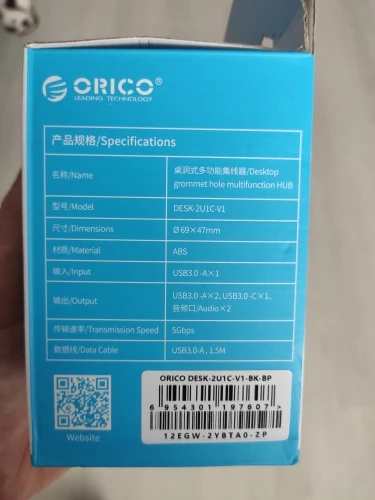 ORICO®
LEADING TECHNOLOGY
产品规格/Specifications
名称/Name
桌洞式多功能集线器/Desktop
grommet hole multifunction HUB
型号/Model
DESK-2U1C-V1
尺寸/Dimensions
Ø 69×47mm
材质/Material
ABS
输入/Input
USB3.0-A×1
输出/Output
USB3.0-A×2, USB3.0-C×1,
音频口/Audio×2
传输速率/Transmission Speed
5Gbps
数据线/Data Cable
USB3.0-A , 1.5M
Website
ORICO DESK-2U1C-V1-BK-BP
6 954301 197607
12EGW-2YBTA0-ZP